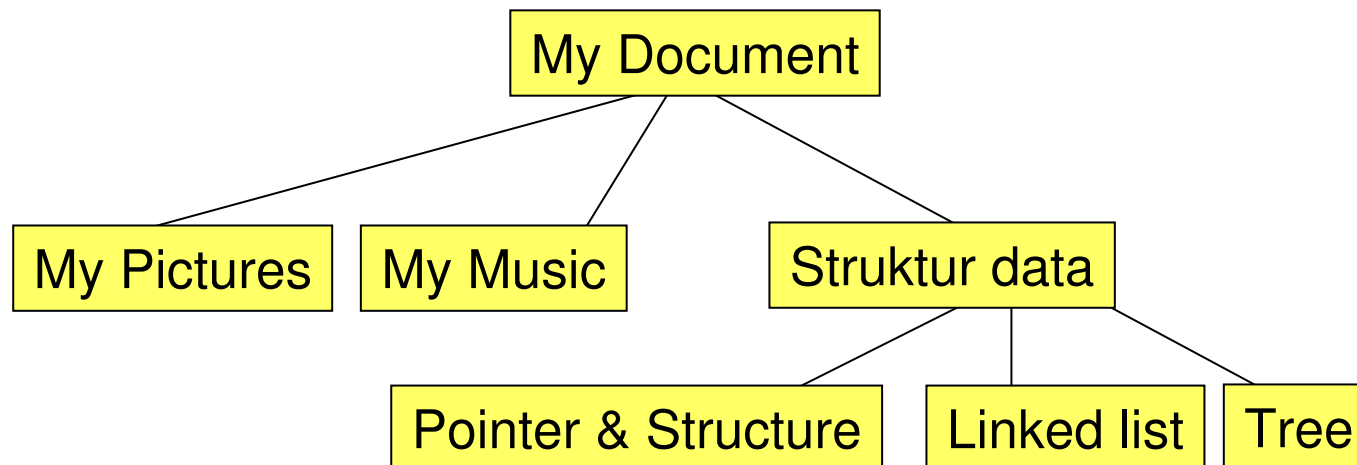 My Document
My Pictures
My Music
Struktur data
Pointer & Structure
Linked list
Tree